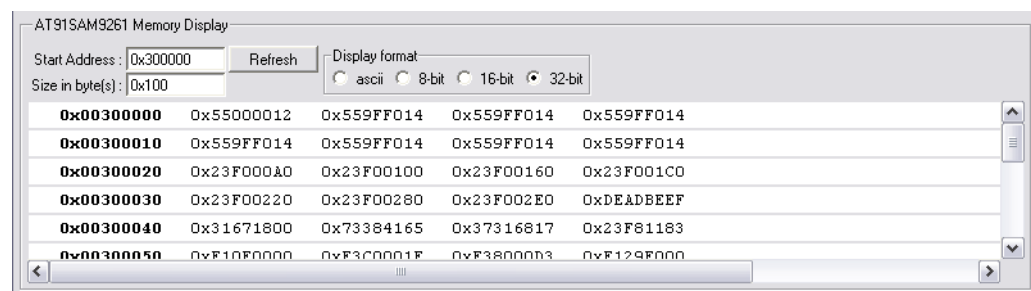 AT91SAM9261 Memory Display
Start Address : 0x300000 Refresh Display format
Size in byte(s) : 0x100 ascii 8-bit 16-bit 32-bit
0x00300000 0x55000012 0x559FF014 0x559FF014 0x559FF014
0x00300010 0x559FF014 0x559FF014 0x559FF014 0x559FF014
0x00300020 0x23F000A0 0x23F00100 0x23F00160 0x23F001C0
0x00300030 0x23F00220 0x23F00280 0x23F002E0 0xDEADBEEF
0x00300040 0x31671800 0x73384165 0x37316817 0x23F81183
0x00300050